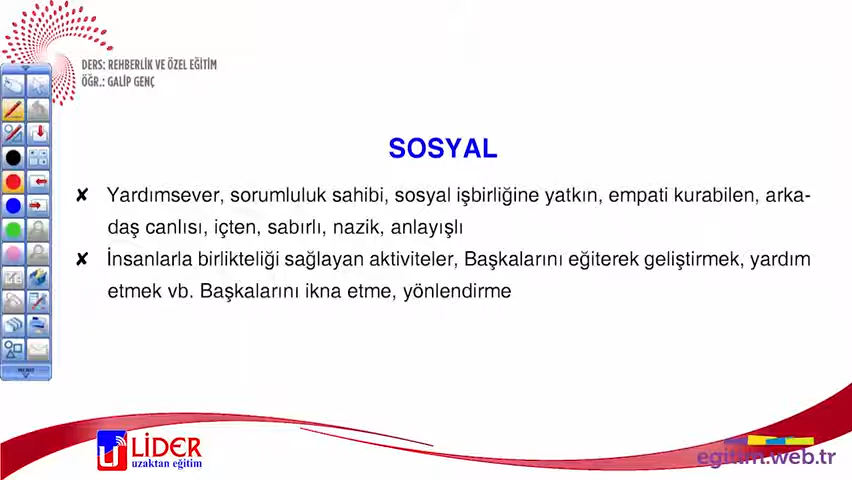 DERS: REHBERLİK VE ÖZEL EĞİTİM
ÖĞR.: GALİP GENÇ
SOSYAL
✘ Yardımsever, sorumluluk sahibi, sosyal işbirliğine yatkın, empati kurabilen, arka-
daş canlısı, içten, sabırlı, nazik, anlayışlı
✘ İnsanlarla birlikteliği sağlayan aktiviteler, Başkalarını eğiterek geliştirmek, yardım
etmek vb. Başkalarını ikna etme, yönlendirme
LİDER
uzaktan eğitim
egitim.web.tr